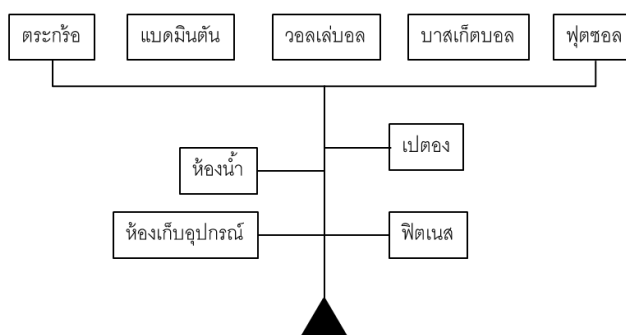 ตระกร้อ
แบดมินตัน
วอลเล่บอล
บาสเก็ตบอล
ฟุตซอล
เปตอง
ห้องน้ำ
ห้องเก็บอุปกรณ์
ฟิตเนส